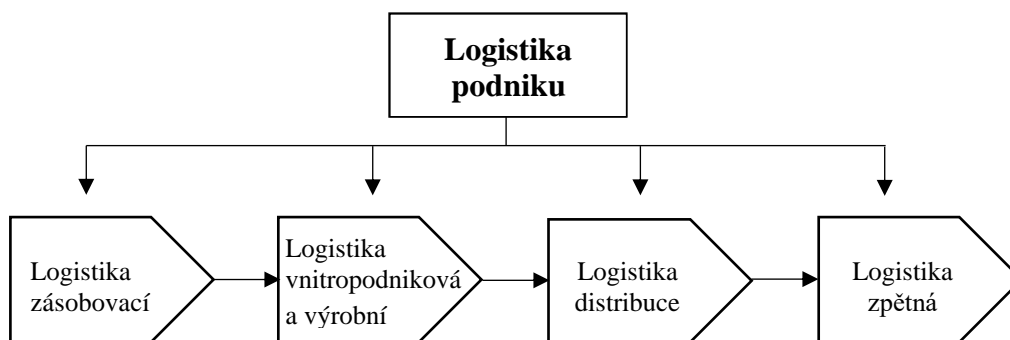 Logistika
podniku
Logistika
zásobovací
Logistika
vnitropodniková
a výrobní
Logistika
distribuce
Logistika
zpětná